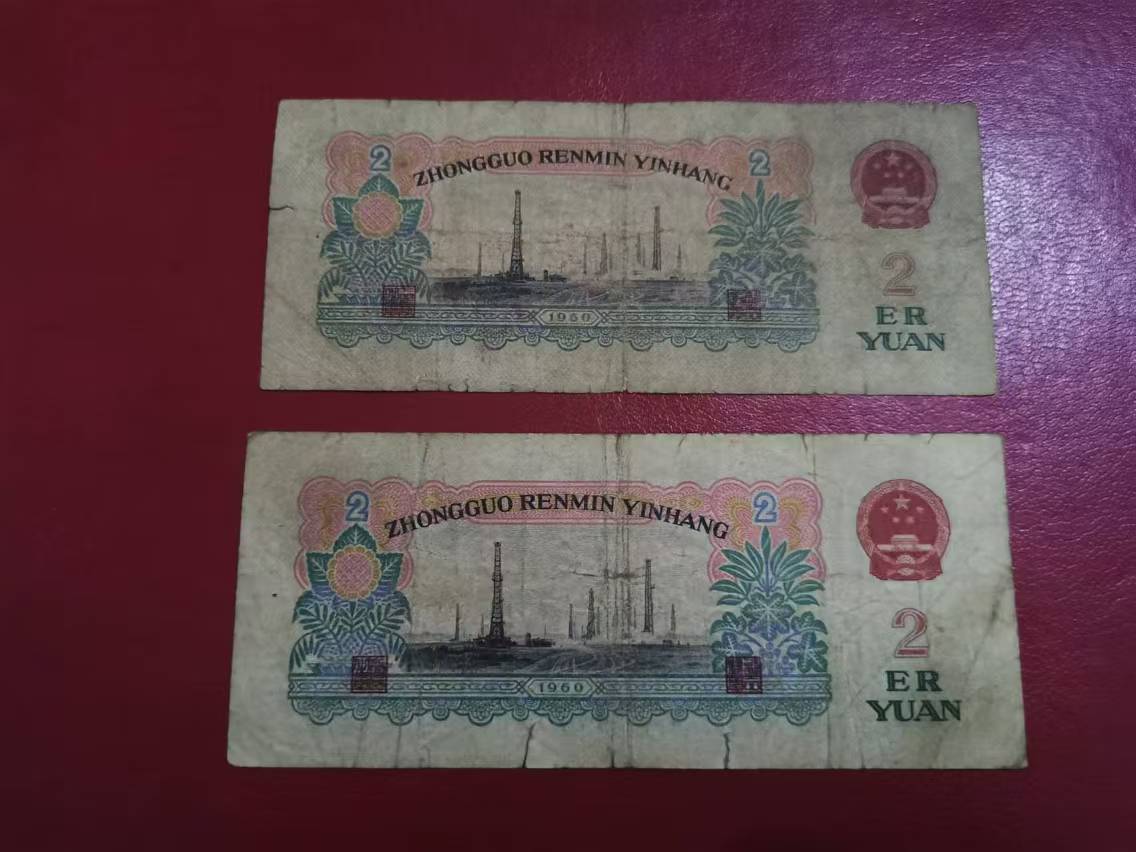 2 2
ZHONGGUO RENMIN YINHANG
2
ER
YUAN
1960
2 2
ZHONGGUO RENMIN YINHANG
2
ER
YUAN
1960